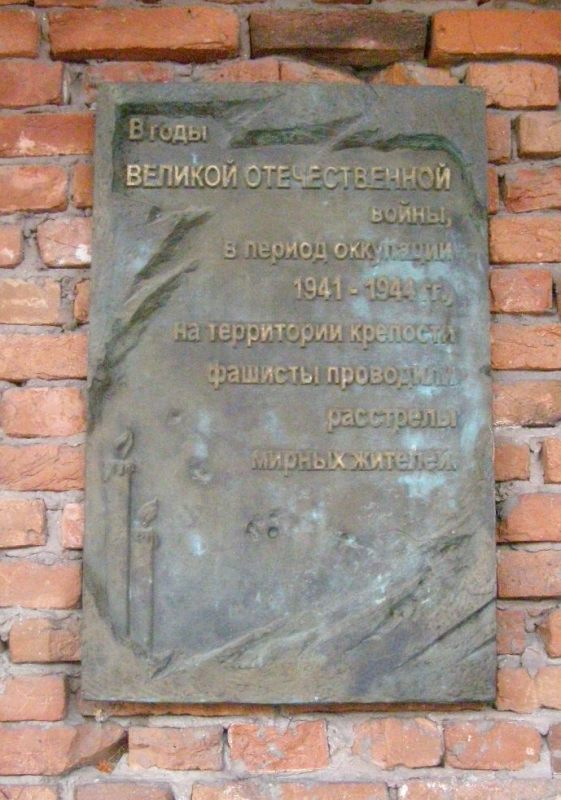 В годы
ВЕЛИКОЙ ОТЕЧЕСТВЕННОЙ
войны,
в период оккупации
1941 - 1944 гг.,
на территории крепости
фашисты проводили
расстрелы
мирных жителей.